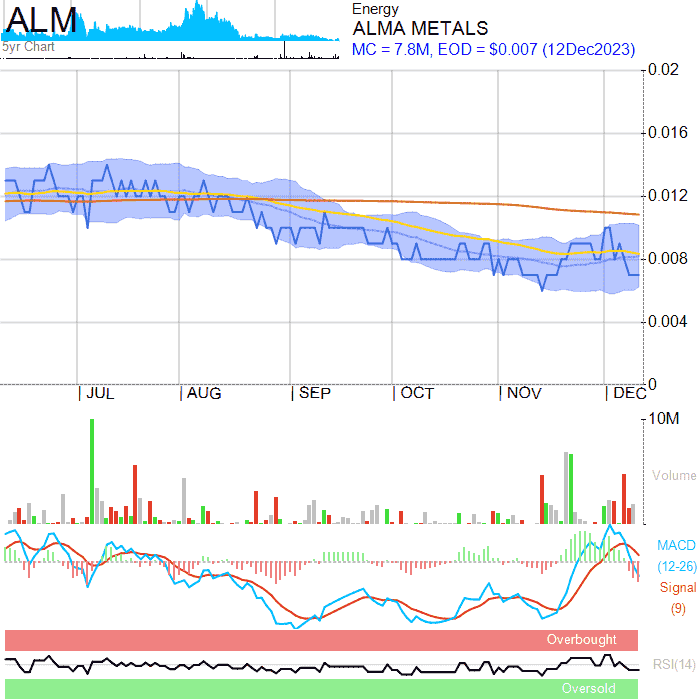 ALM
5yr Chart
Energy
ALMA METALS
MC = 7.8M, EOD = $0.007 (12Dec2023)
0.02
0.016
0.012
0.008
0.004
0
| JUL | AUG | SEP | OCT | NOV | DEC
10M
Volume
MACD
(12-26)
Signal
(9)
Overbought
RSI(14)
Oversold